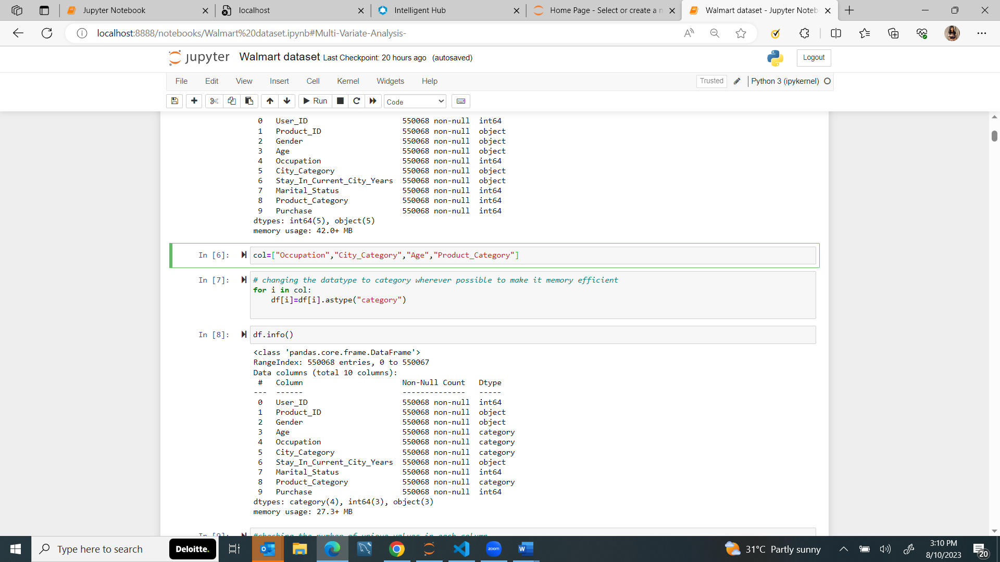 Jupyter Notebook
localhost
Intelligent Hub
Home Page - Select or create a n
Walmart dataset - Jupyter Noteb
localhost:8888/notebooks/Walmart%20dataset.ipynb#Multi-Variate-Analysis-
jupyter Walmart dataset Last Checkpoint: 20 hours ago (autosaved)
Logout
File Edit View Insert Cell Kernel Widgets Help
Trusted Python 3 (ipykernel)
Run Code
0 User_ID 550068 non-null int64
1 Product_ID 550068 non-null object
2 Gender 550068 non-null object
3 Age 550068 non-null object
4 Occupation 550068 non-null int64
5 City_Category 550068 non-null object
6 Stay_In_Current_City_Years 550068 non-null object
7 Marital_Status 550068 non-null int64
8 Product_Category 550068 non-null int64
9 Purchase 550068 non-null int64
dtypes: int64(5), object(5)
memory usage: 42.0+ MB
In [6]: col=["Occupation","City_Category","Age","Product_Category"]
In [7]: # changing the datatype to category wherever possible to make it memory efficient
for i in col:
df[i]=df[i].astype("category")
In [8]: df.info()
<class 'pandas.core.frame.DataFrame'>
RangeIndex: 550068 entries, 0 to 550067
Data columns (total 10 columns):
# Column Non-Null Count Dtype
--- ------ -------------- -----
0 User_ID 550068 non-null int64
1 Product_ID 550068 non-null object
2 Gender 550068 non-null object
3 Age 550068 non-null category
4 Occupation 550068 non-null category
5 City_Category 550068 non-null category
6 Stay_In_Current_City_Years 550068 non-null object
7 Marital_Status 550068 non-null int64
8 Product_Category 550068 non-null category
9 Purchase 550068 non-null int64
dtypes: category(4), int64(3), object(3)
memory usage: 27.3+ MB
In [9]: the number of unique values in each column
Type here to search
Deloitte.
zoom
31°C Partly sunny
3:10 PM
8/10/2023
20